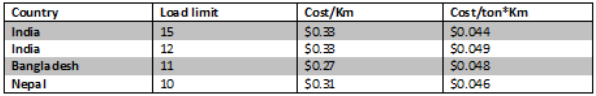 Country Load limit Cost/Km Cost/ton*Km
India 15 $0.33 $0.044
India 12 $0.33 $0.049
Bangladesh 11 $0.27 $0.048
Nepal 10 $0.31 $0.046